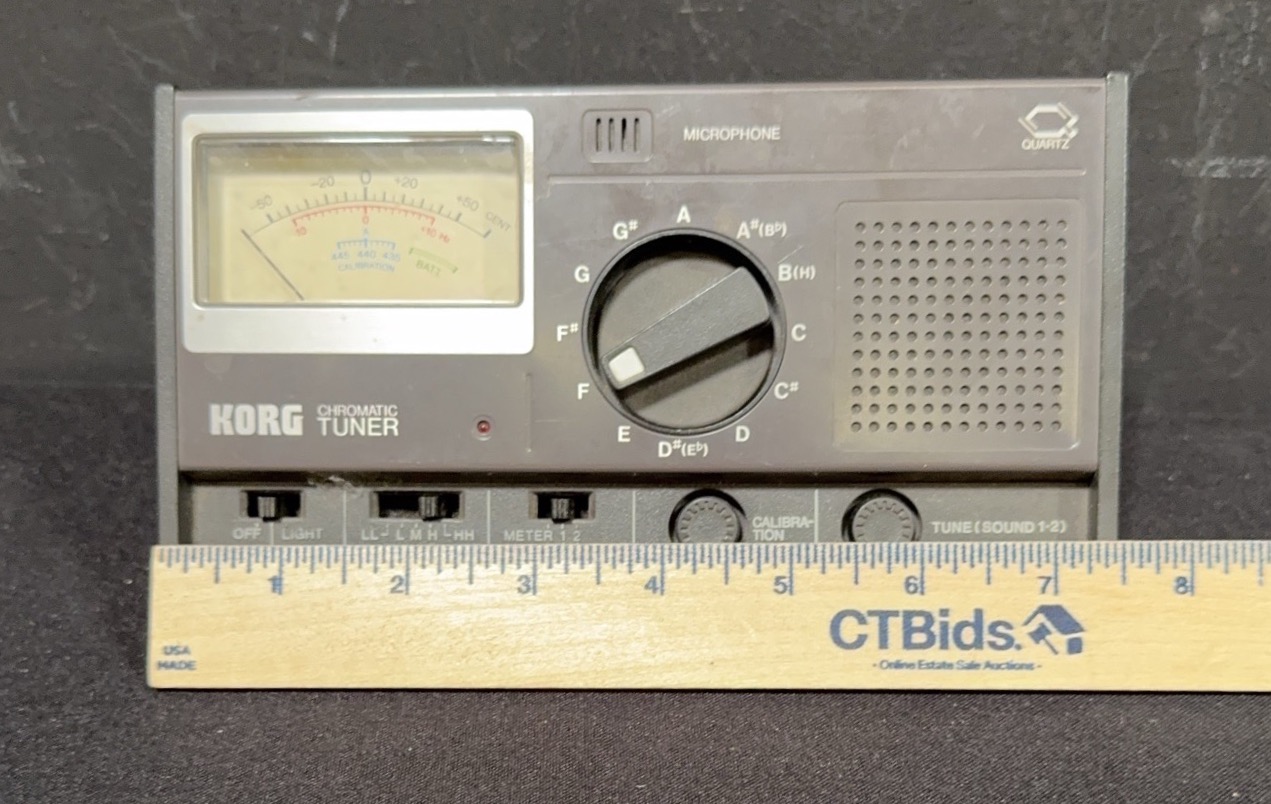 MICROPHONE
QUARTZ
-50 -20 0 +20 +50 CENT
10 0 +10 Hz
A
445 440 435
CALIBRATION
BATT
A
G# A#(B♭)
G B(H)
F# C
F C#
E D
D#(E♭)
KORG CHROMATIC
TUNER
OFF LIGHT LL L M H HH METER 1 2 CALIBRA-
TION TUNE (SOUND 1-2)
1 2 3 4 5 6 7 8
CTBids.
- Online Estate Sale Auctions -
USA
MADE